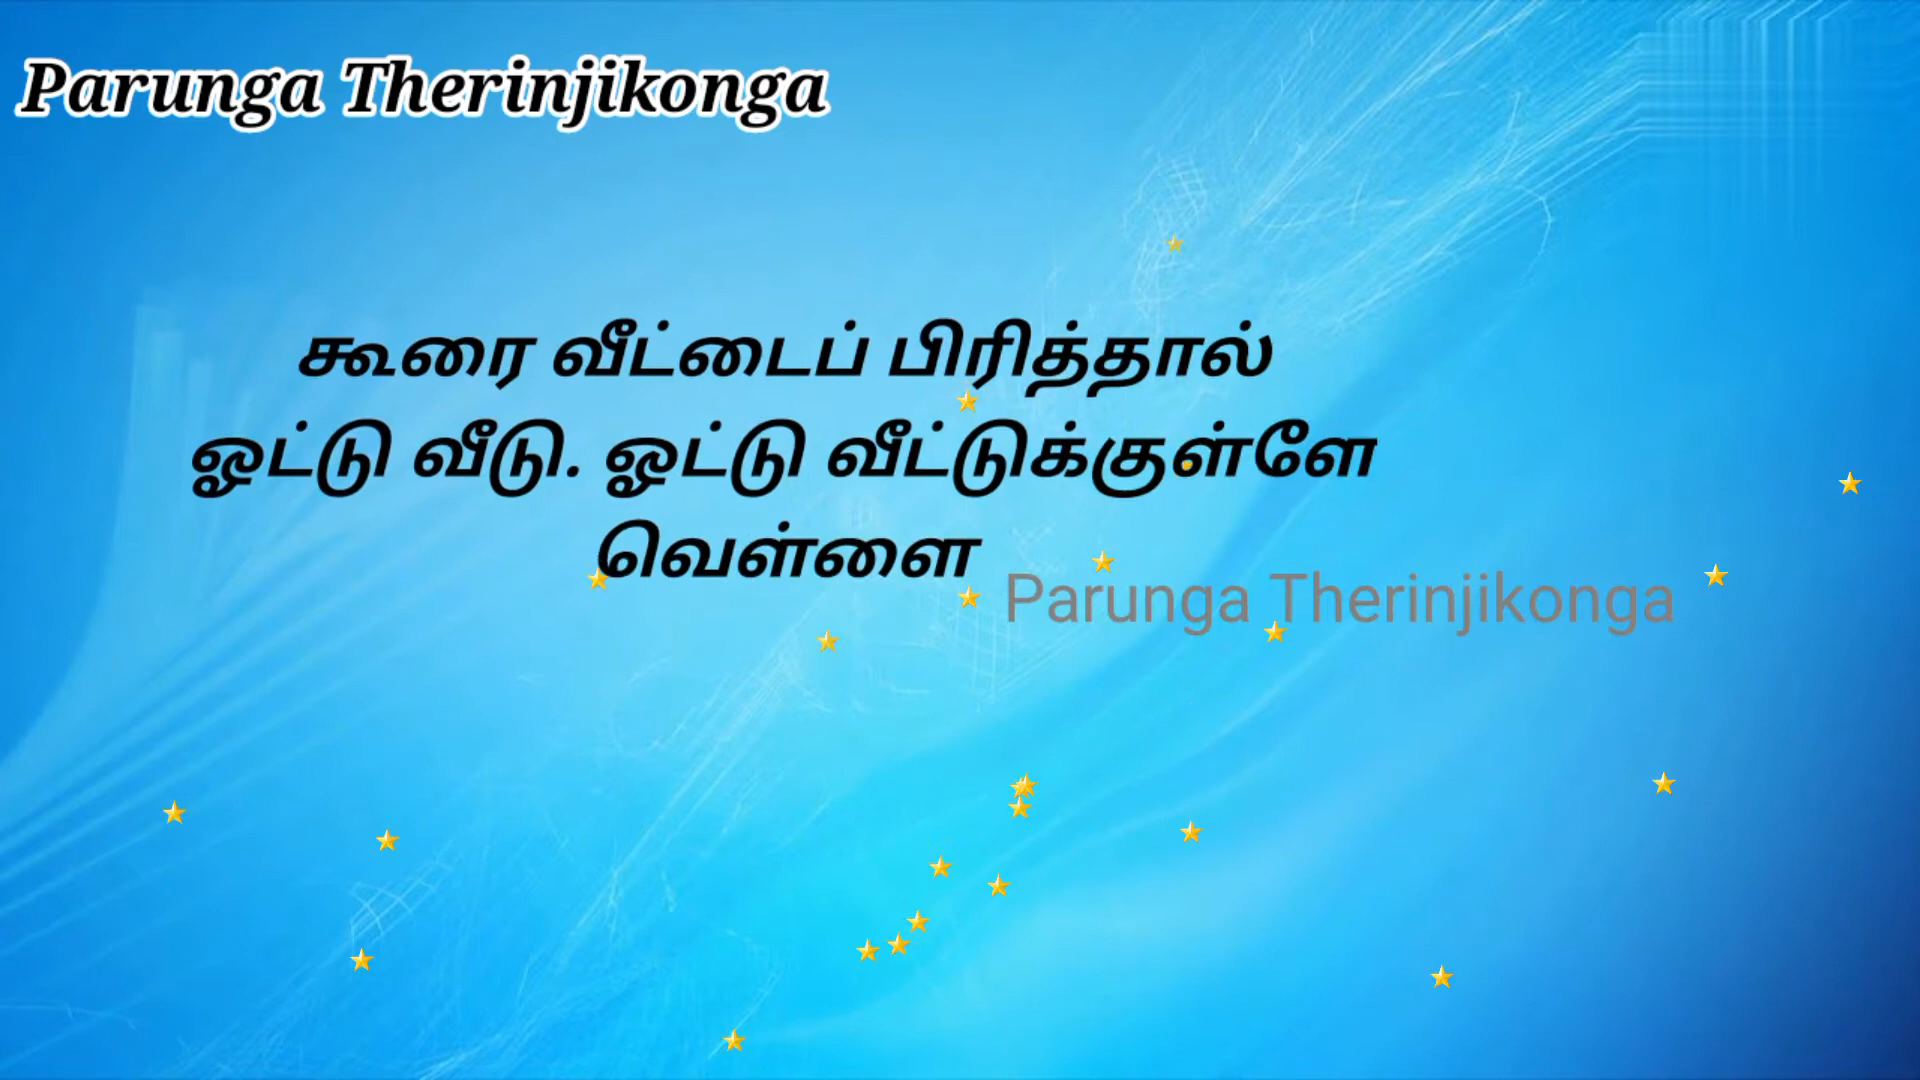 Parunga Therinjikonga
கூரை வீட்டைப் பிரித்தால்
ஓட்டு வீடு. ஓட்டு வீட்டுக்குள்ளே
வெள்ளை
Parunga Therinjikonga